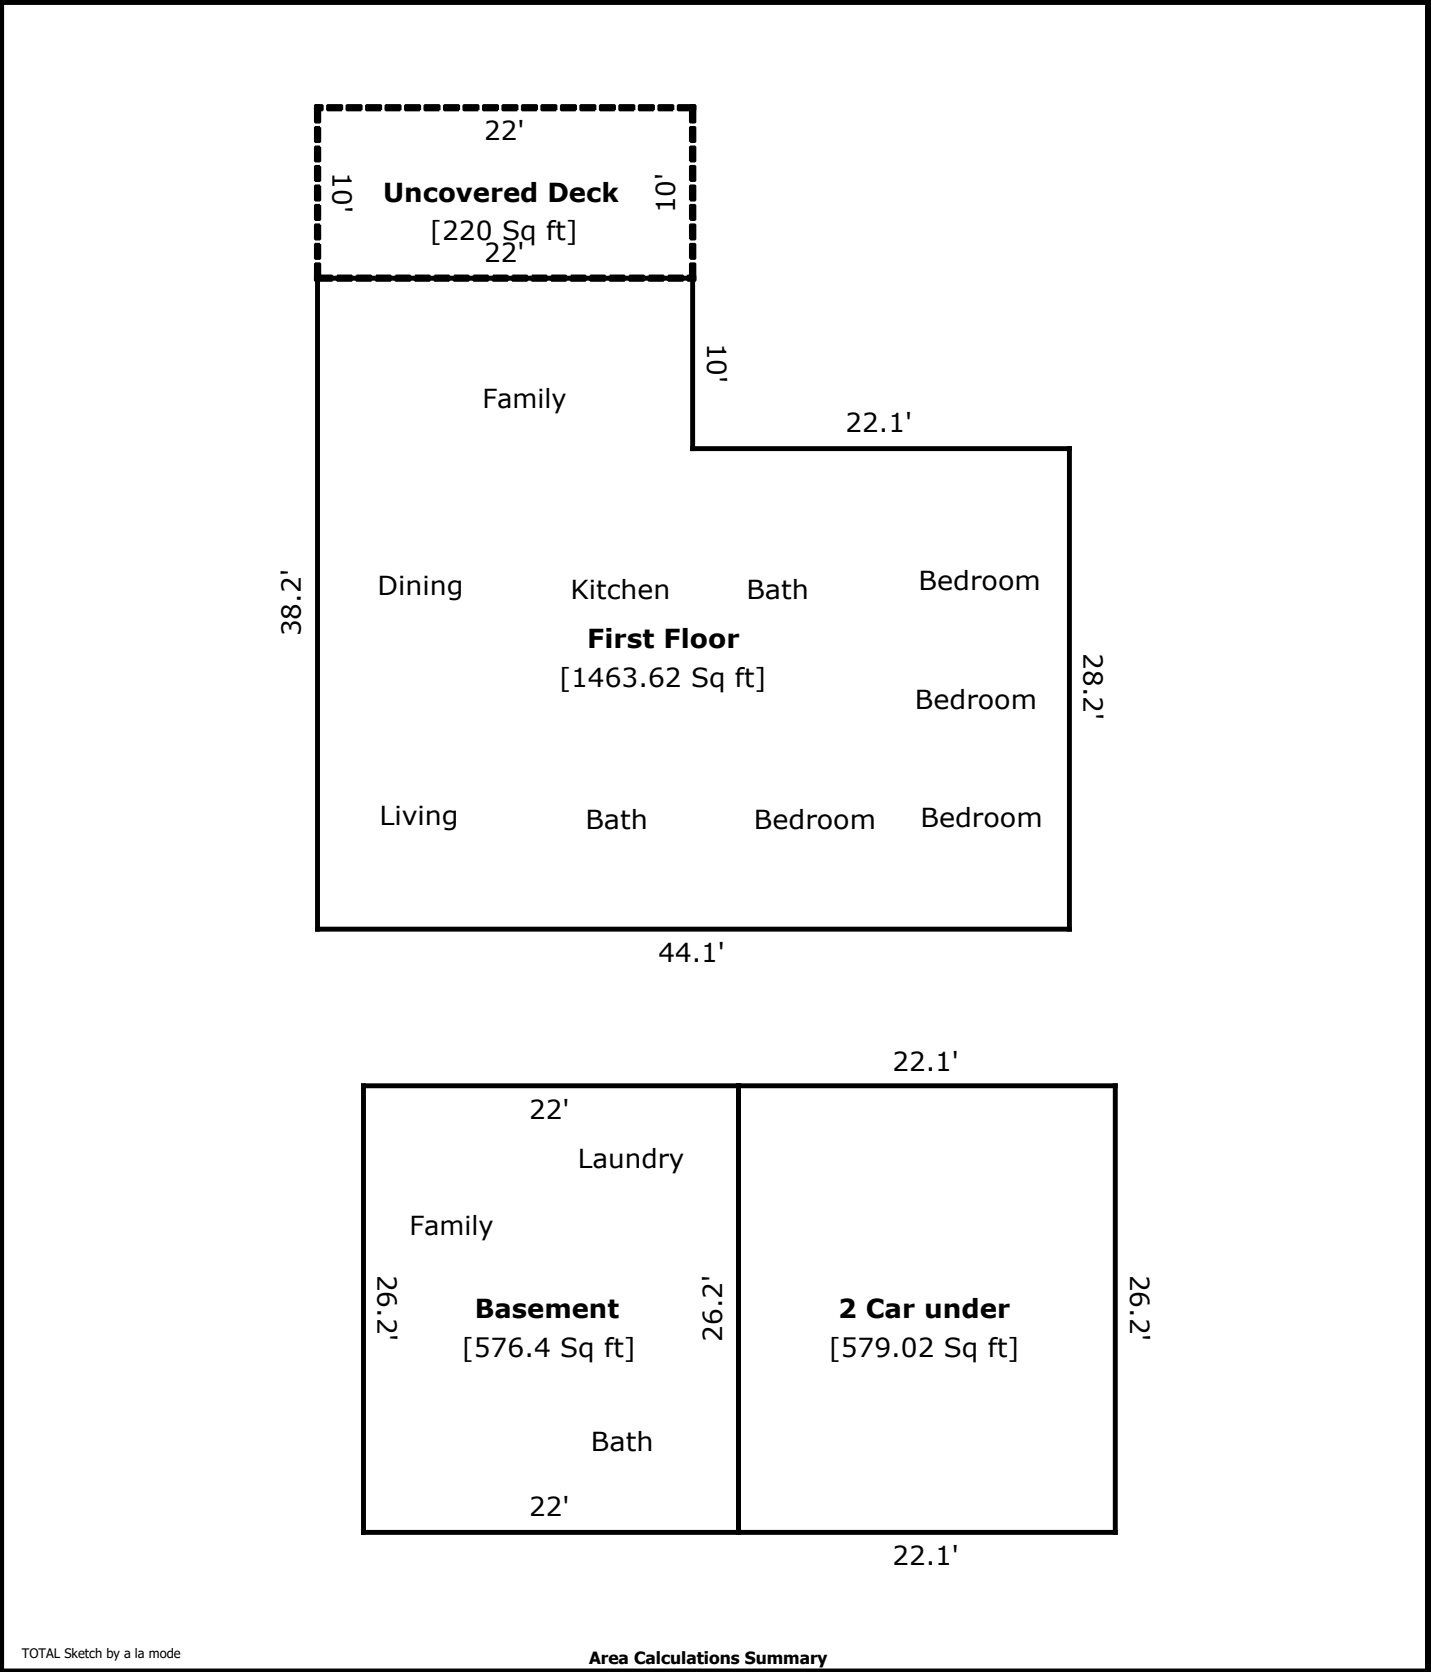 22'
10'
Uncovered Deck
10'
[220 Sq ft]
22'
10'
Family
22.1'
38.2'
Dining
Kitchen
Bath
Bedroom
First Floor
[1463.62 Sq ft]
28.2'
Bedroom
Living
Bath
Bedroom
Bedroom
44.1'
22.1'
22'
Laundry
Family
26.2'
Basement
[576.4 Sq ft]
26.2'
2 Car under
[579.02 Sq ft]
26.2'
Bath
22'
22.1'
TOTAL Sketch by a la mode
Area Calculations Summary